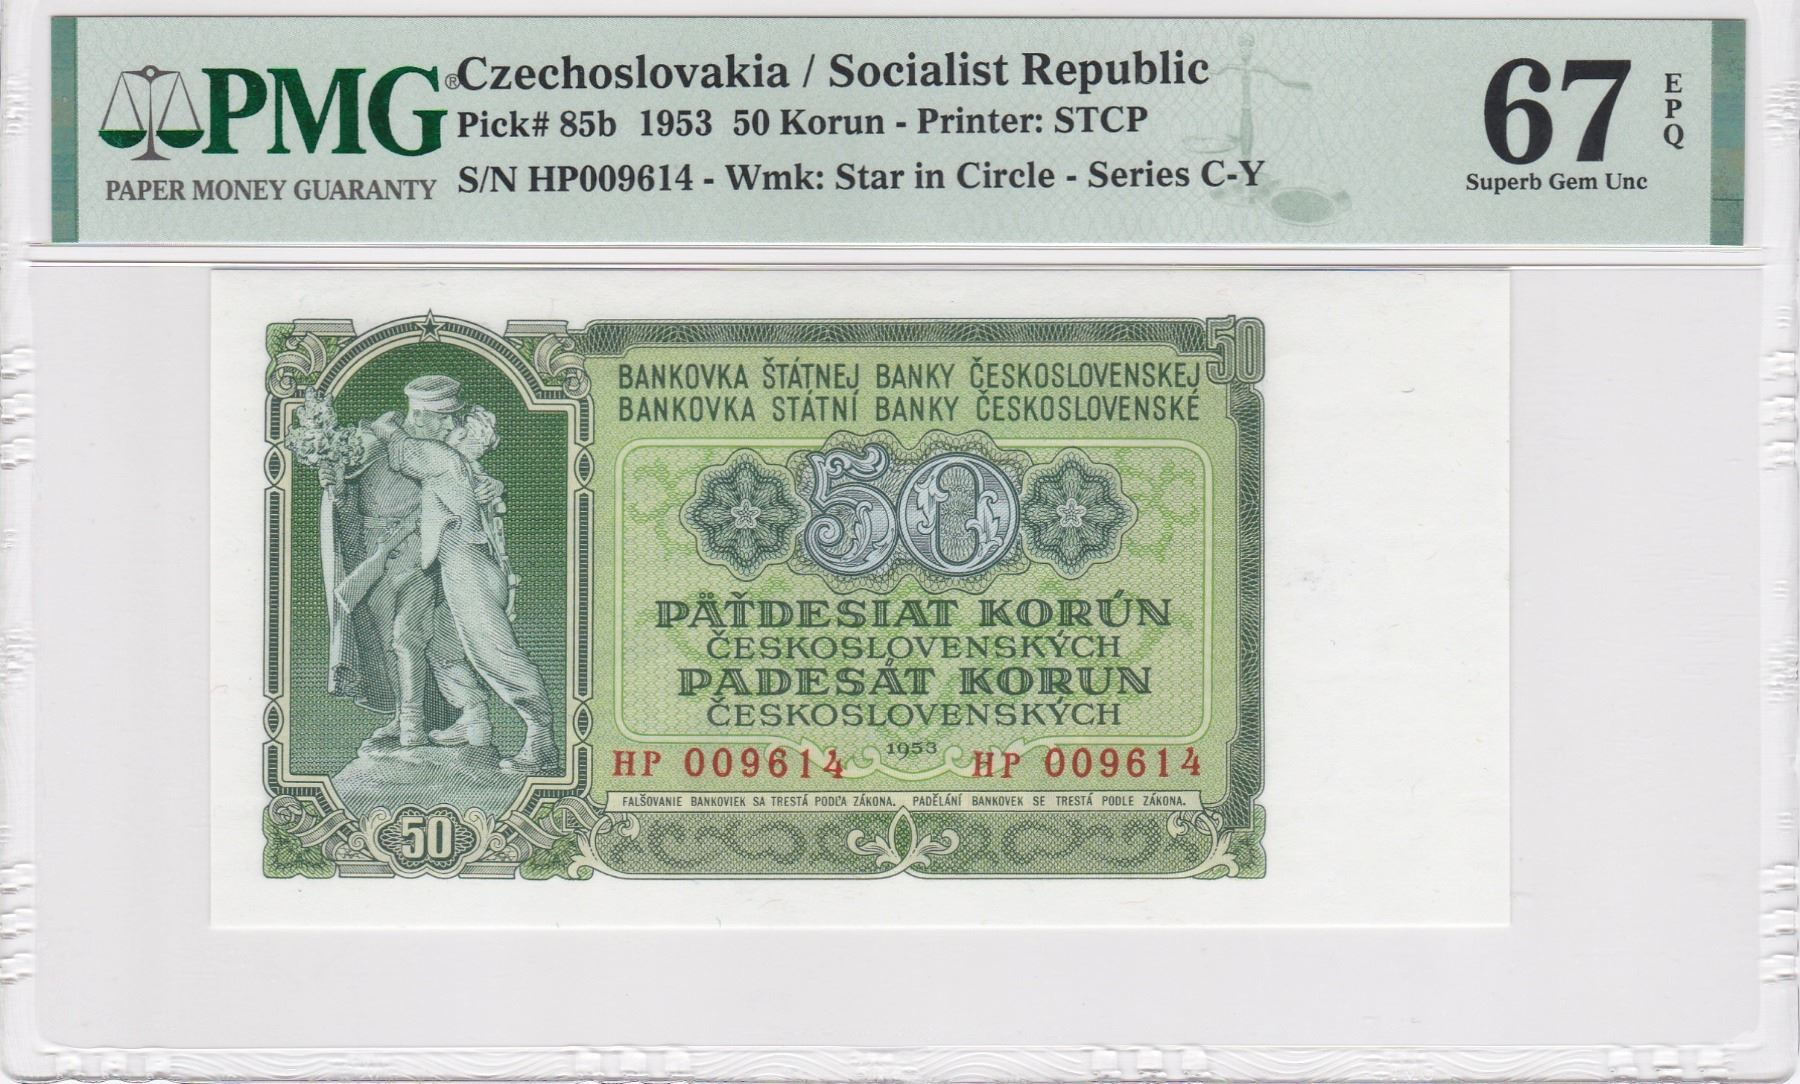 PMG®
PAPER MONEY GUARANTY
Czechoslovakia / Socialist Republic
Pick# 85b 1953 50 Korun - Printer: STCP
S/N HP009614 - Wmk: Star in Circle - Series C-Y
67
EPQ
Superb Gem Unc
50
BANKOVKA ŠTÁTNEJ BANKY ČESKOSLOVENSKEJ
BANKOVKA STÁTNÍ BANKY ČESKOSLOVENSKÉ
50
PÄŤDESIAT KORÚN
ČESKOSLOVENSKÝCH
PADESÁT KORUN
ČESKOSLOVENSKÝCH
1953
HP 009614 HP 009614
FALŠOVANIE BANKOVIEK SA TRESTÁ PODĽA ZÁKONA. PADĚLÁNÍ BANKOVEK SE TRESTÁ PODLE ZÁKONA.
50